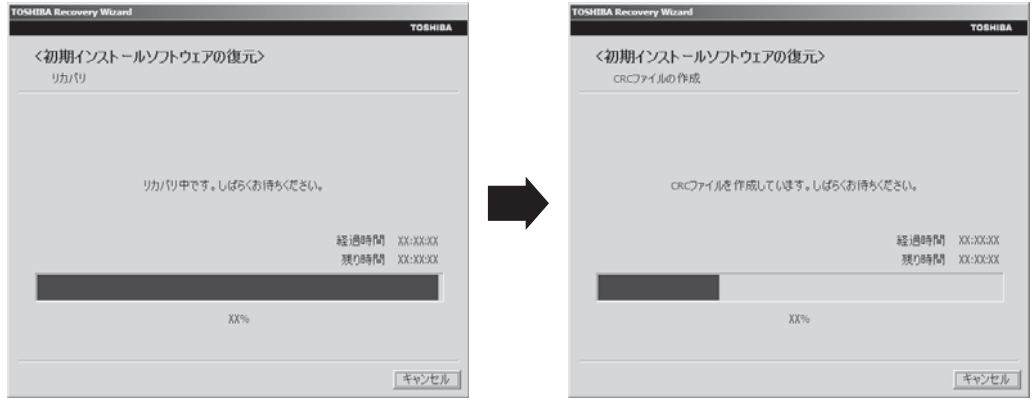 TOSHIBA Recovery Wizard
TOSHIBA
<初期インストールソフトウェアの復元>
リカバリ
リカバリ中です。しばらくお待ちください。
経過時間 XX:XX:XX
残り時間 XX:XX:XX
XX%
キャンセル
TOSHIBA Recovery Wizard
TOSHIBA
<初期インストールソフトウェアの復元>
CRCファイルの作成
CRCファイルを作成しています。しばらくお待ちください。
経過時間 XX:XX:XX
残り時間 XX:XX:XX
XX%
キャンセル